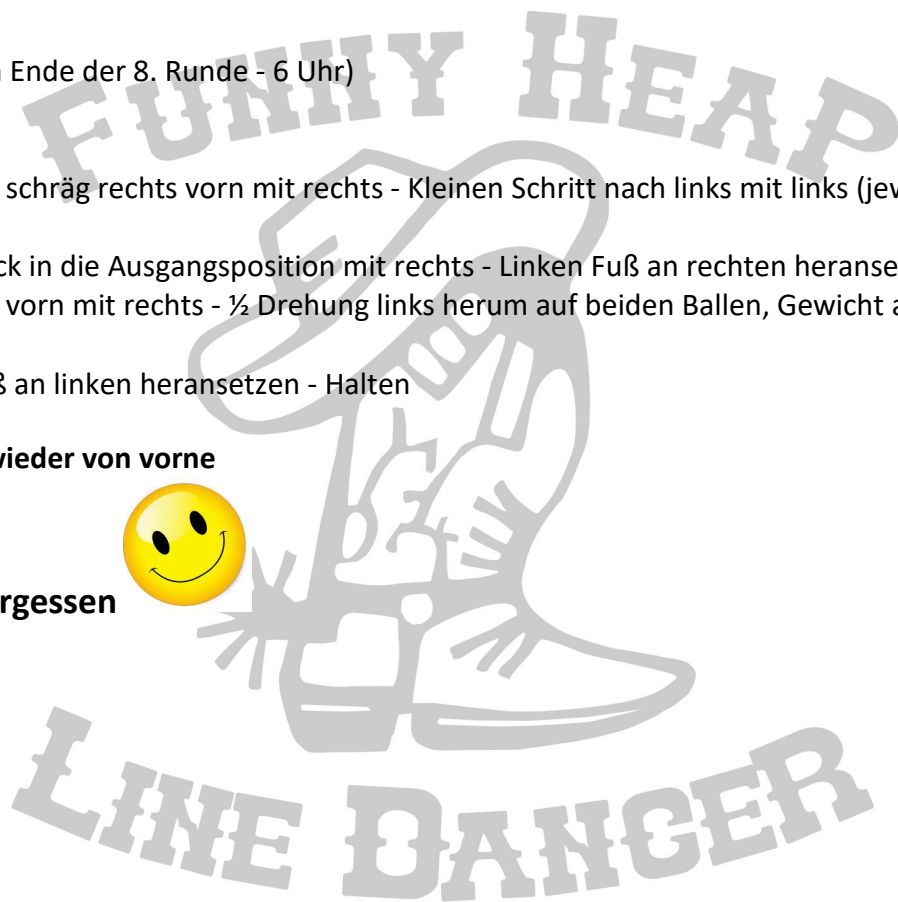 FUNNY HEAP
Ende der 8. Runde - 6 Uhr)
schräg rechts vorn mit rechts - Kleinen Schritt nach links mit links (jev
ck in die Ausgangsposition mit rechts - Linken Fuß an rechten heranse
vorn mit rechts - ½ Drehung links herum auf beiden Ballen, Gewicht a
ß an linken heransetzen - Halten
wieder von vorne
rgessen
LINE DANCER